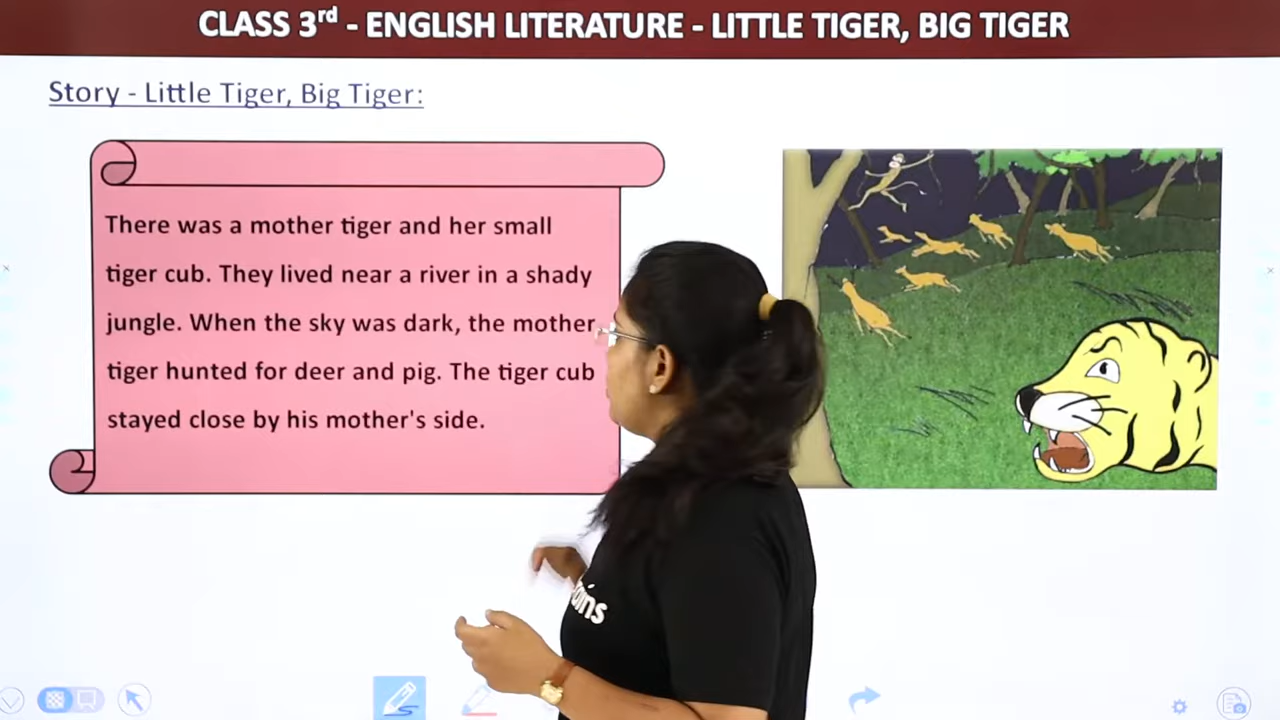 CLASS 3rd - ENGLISH LITERATURE - LITTLE TIGER, BIG TIGER
Story - Little Tiger, Big Tiger:
There was a mother tiger and her small
tiger cub. They lived near a river in a shady
jungle. When the sky was dark, the mother
tiger hunted for deer and pig. The tiger cub
stayed close by his mother's side.